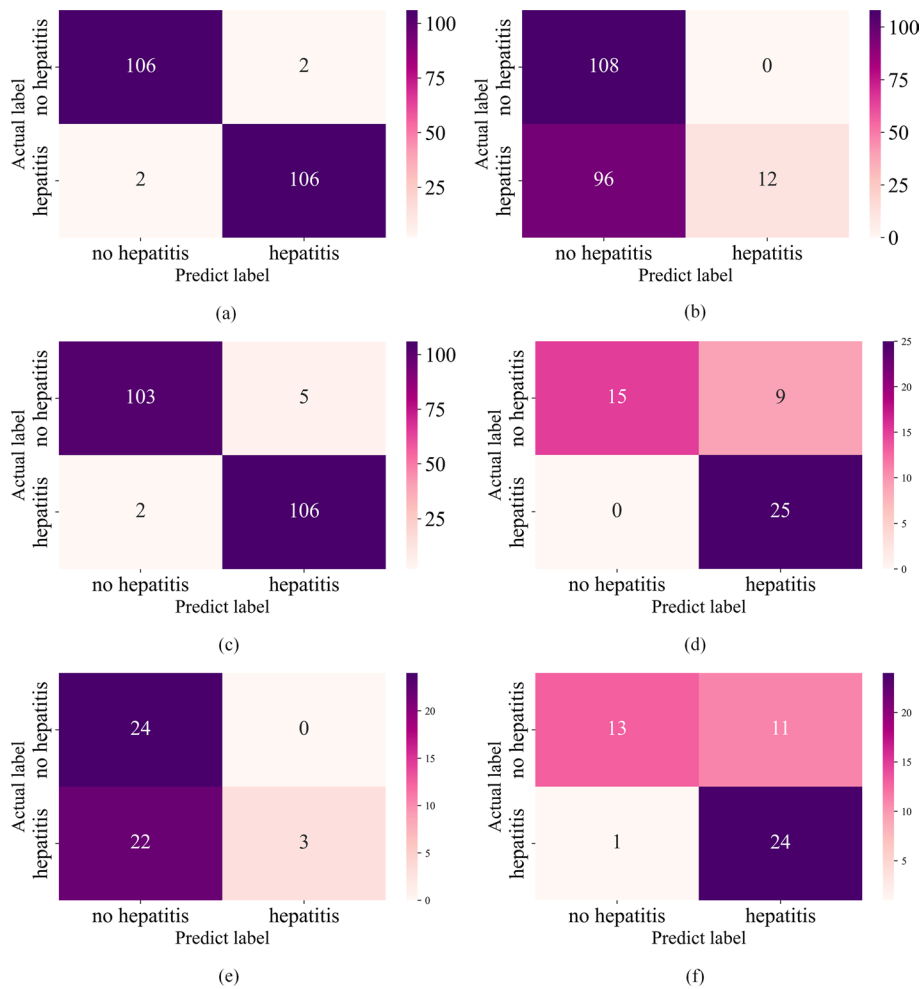 Actual label
no hepatitis
hepatitis
106 2
2 106
100
75
50
25
no hepatitis hepatitis
Predict label
(a)
Actual label
no hepatitis
hepatitis
108 0
96 12
100
75
50
25
0
no hepatitis hepatitis
Predict label
(b)
Actual label
no hepatitis
hepatitis
103 5
2 106
100
75
50
25
no hepatitis hepatitis
Predict label
(c)
Actual label
no hepatitis
hepatitis
15 9
0 25
25
20
15
10
5
0
no hepatitis hepatitis
Predict label
(d)
Actual label
no hepatitis
hepatitis
24 0
22 3
20
15
10
5
0
no hepatitis hepatitis
Predict label
(e)
Actual label
no hepatitis
hepatitis
13 11
1 24
20
15
10
5
no hepatitis hepatitis
Predict label
(f)